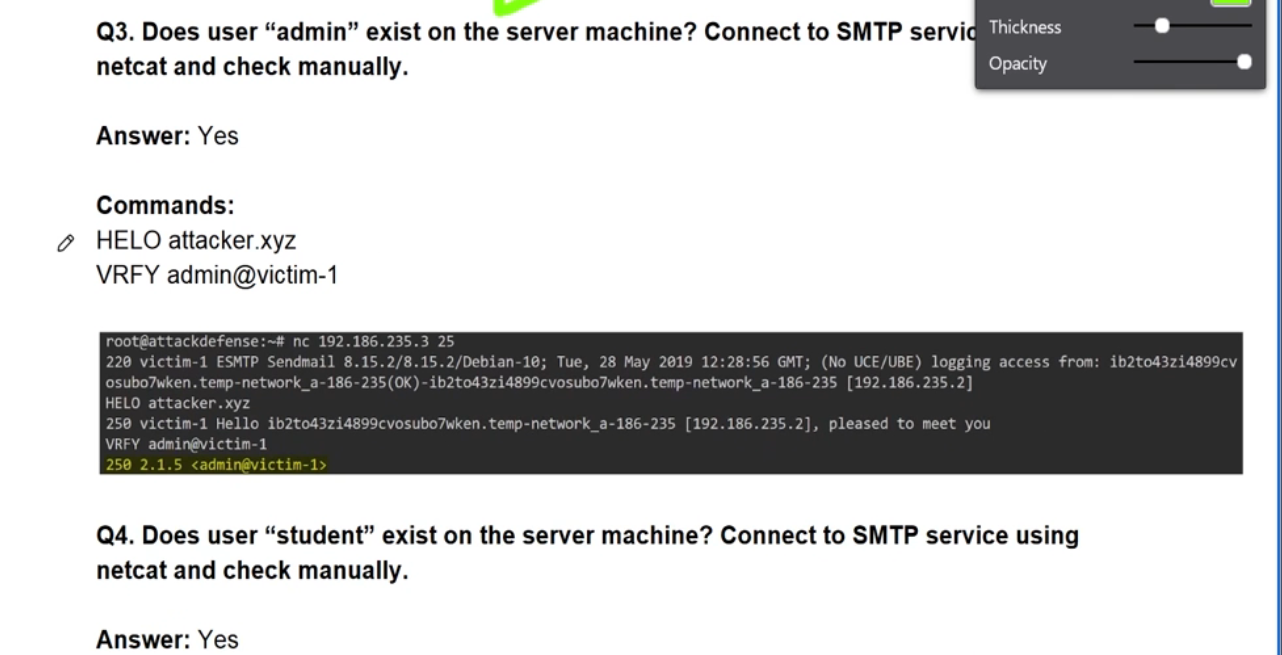 Q3. Does user “admin” exist on the server machine? Connect to SMTP servic
netcat and check manually.
Thickness
Opacity
Answer: Yes
Commands:
HELO attacker.xyz
VRFY admin@victim-1
root@attackdefense:~# nc 192.186.235.3 25
220 victim-1 ESMTP Sendmail 8.15.2/8.15.2/Debian-10; Tue, 28 May 2019 12:28:56 GMT; (No UCE/UBE) logging access from: ib2to43zi4899cv
osubo7wken.temp-network_a-186-235(OK)-ib2to43zi4899cvosubo7wken.temp-network_a-186-235 [192.186.235.2]
HELO attacker.xyz
250 victim-1 Hello ib2to43zi4899cvosubo7wken.temp-network_a-186-235 [192.186.235.2], pleased to meet you
VRFY admin@victim-1
250 2.1.5 <admin@victim-1>
Q4. Does user “student” exist on the server machine? Connect to SMTP service using
netcat and check manually.
Answer: Yes